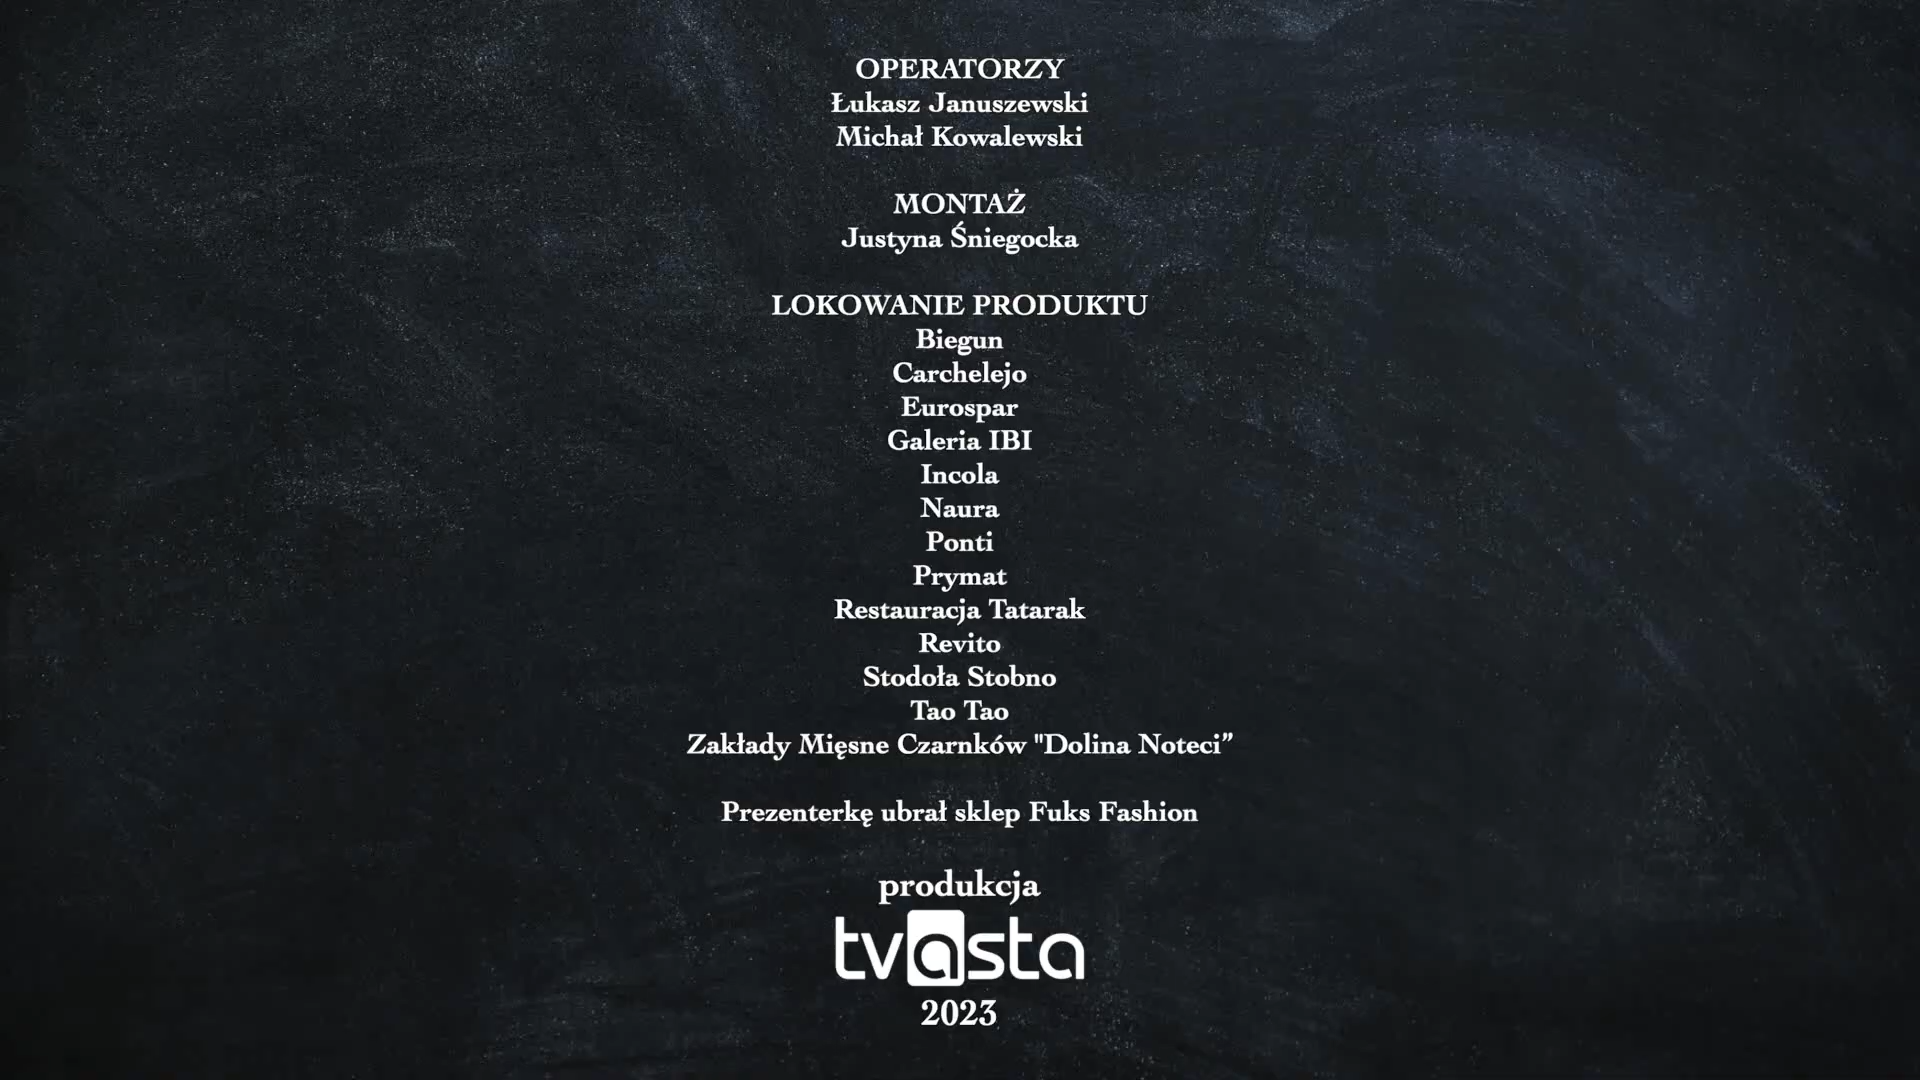 OPERATORZY
Łukasz Januszewski
Michał Kowalewski
MONTAŻ
Justyna Śniegocka
LOKOWANIE PRODUKTU
Biegun
Carchelejo
Eurospar
Galeria IBI
Incola
Naura
Ponti
Prymat
Restauracja Tatarak
Revito
Stodoła Stobno
Tao Tao
Zakłady Mięsne Czarnków "Dolina Noteci”
Prezenterkę ubrał sklep Fuks Fashion
produkcja
tvasta
2023